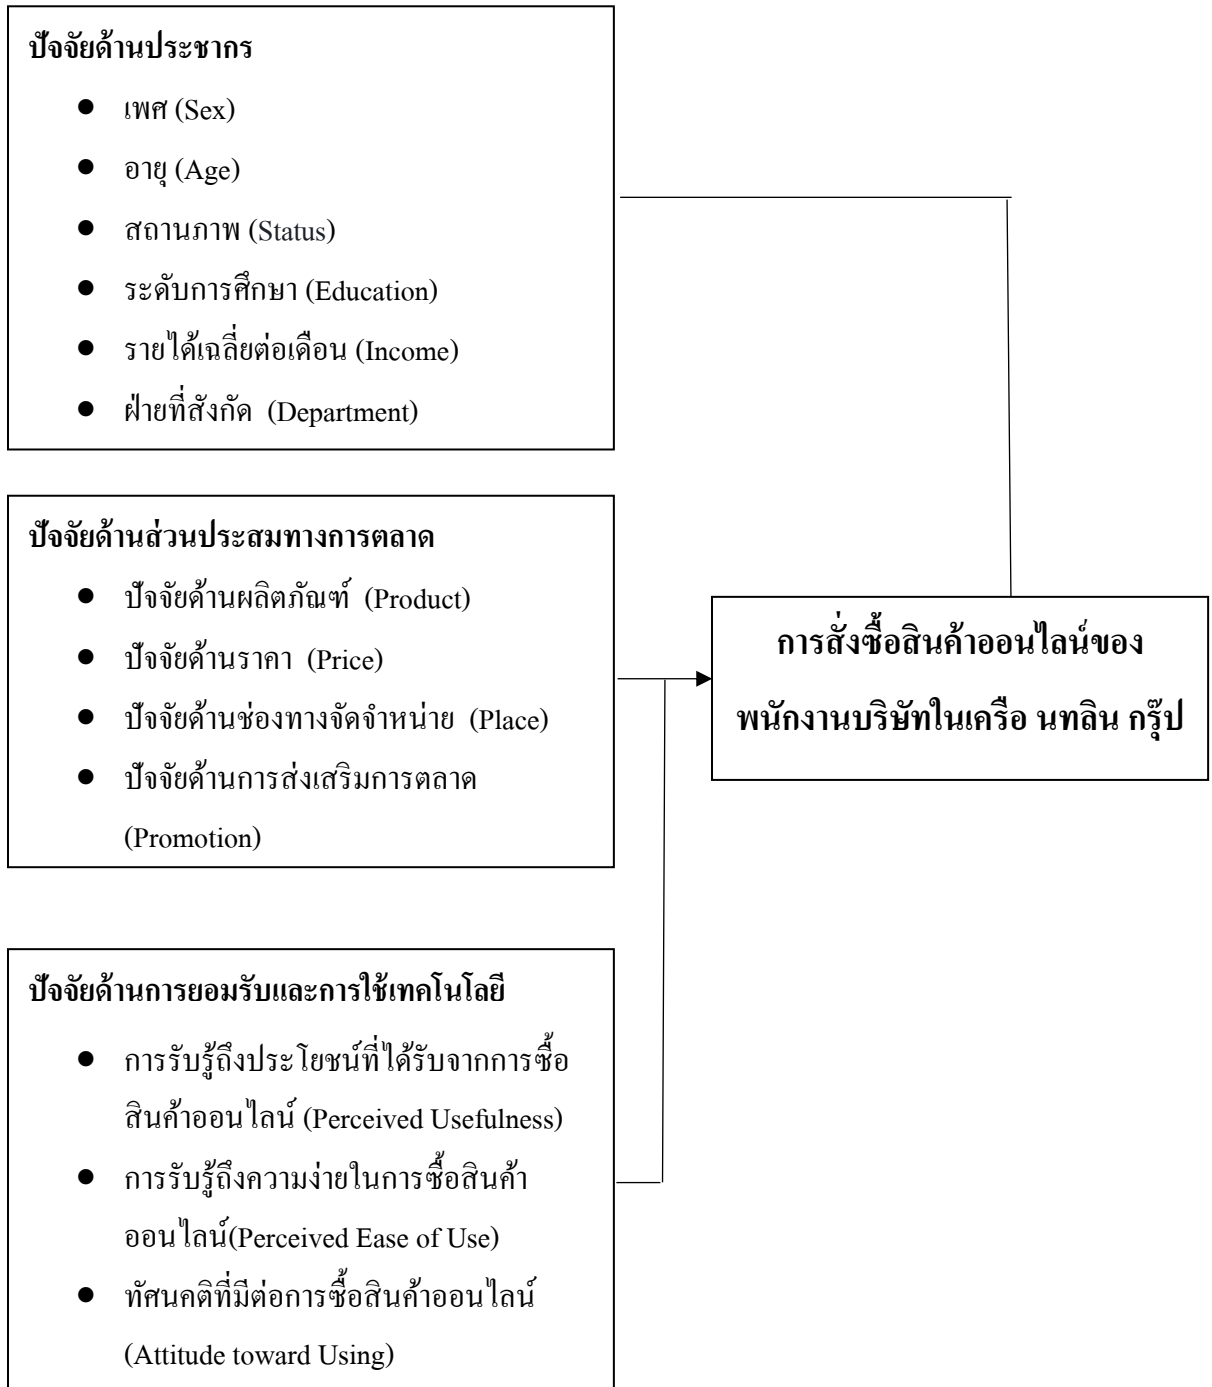 ปัจจัยด้านประชากร
● เพศ (Sex)
● อายุ (Age)
● สถานภาพ (Status)
● ระดับการศึกษา (Education)
● รายได้เฉลี่ยต่อเดือน (Income)
● ฝ่ายที่สังกัด (Department)
ปัจจัยด้านส่วนประสมทางการตลาด
● ปัจจัยด้านผลิตภัณฑ์ (Product)
● ปัจจัยด้านราคา (Price)
● ปัจจัยด้านช่องทางจัดจำหน่าย (Place)
● ปัจจัยด้านการส่งเสริมการตลาด
(Promotion)
การสั่งซื้อสินค้าออนไลน์ของ
พนักงานบริษัทในเครือ นทลิน กรุ๊ป
ปัจจัยด้านการยอมรับและการใช้เทคโนโลยี
● การรับรู้ถึงประโยชน์ที่ได้รับจากการซื้อ
สินค้าออนไลน์ (Perceived Usefulness)
● การรับรู้ถึงความง่ายในการซื้อสินค้า
ออนไลน์(Perceived Ease of Use)
● ทัศนคติที่มีต่อการซื้อสินค้าออนไลน์
(Attitude toward Using)